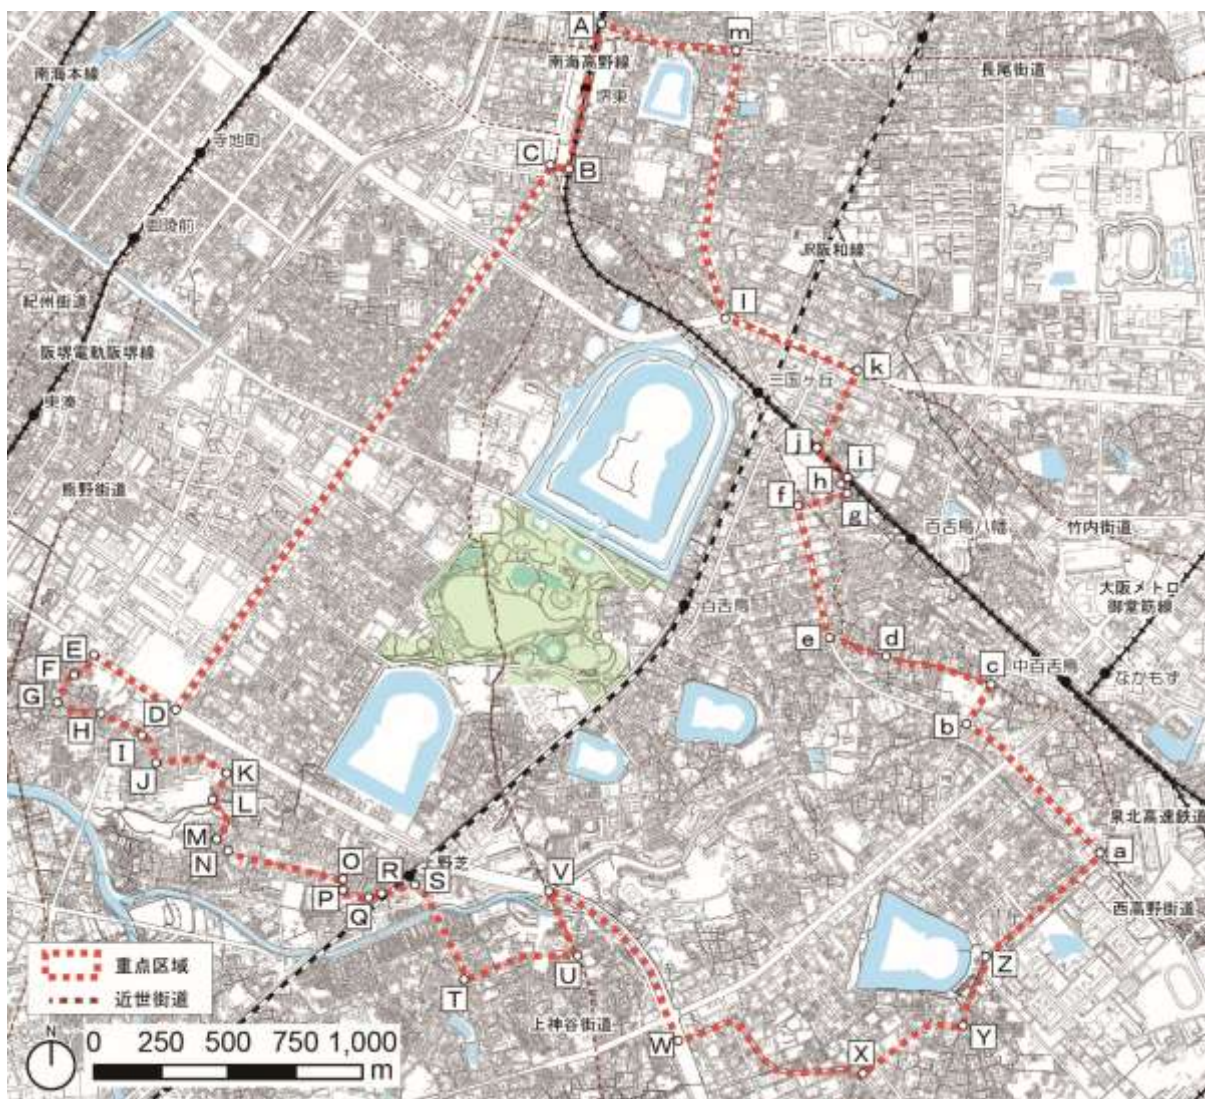 A
m
南海高野線
南海本線
長尾街道
堺東
寺地町
C
B
御陵前
JR阪和線
紀州街道
l
阪堺電軌阪堺線
k
三国ヶ丘
東湊
j
i
h
熊野街道
f
g
百舌鳥八幡
竹内街道
大阪メトロ
御堂筋線
百舌鳥
e
d
E
F
c
中百舌鳥
なかもず
G
D
H
b
I
J
K
L
泉北高速鉄道
M
N
a
O
R
S
V
P
Q
西高野街道
重点区域
U
Z
T
近世街道
上神谷街道
N
0 250 500 750 1,000
m
W
Y
X